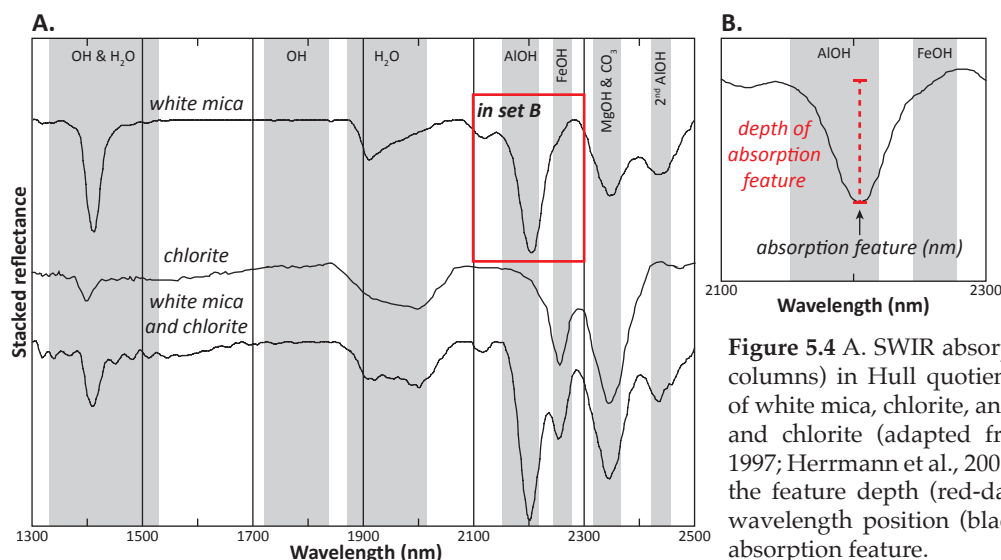 A.
OH & H₂O
OH
H₂O
AlOH
FeOH
MgOH & CO₃
2ⁿᵈ AlOH
white mica
in set B
chlorite
white mica
and chlorite
Stacked reflectance
1300
1500
1700
1900
2100
2300
2500
Wavelength (nm)
B.
AlOH
FeOH
depth of
absorption
feature
absorption feature (nm)
2100
2300
Wavelength (nm)
Figure 5.4 A. SWIR absorp
columns) in Hull quotien
of white mica, chlorite, an
and chlorite (adapted fr
1997; Herrmann et al., 200
the feature depth (red-da
wavelength position (blac
absorption feature.